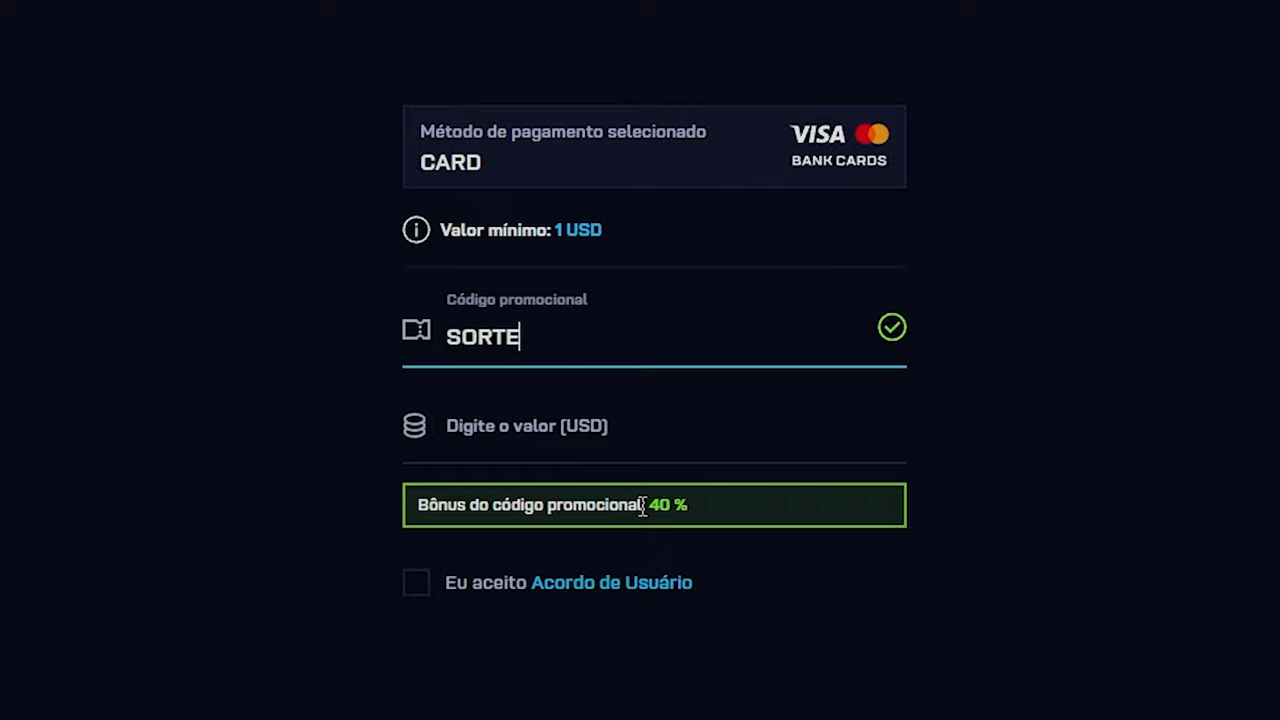 Método de pagamento selecionado
CARD
VISA
BANK CARDS
Valor mínimo: 1 USD
Código promocional
SORTE
Digite o valor (USD)
Bônus do código promocional: 40 %
Eu aceito Acordo de Usuário